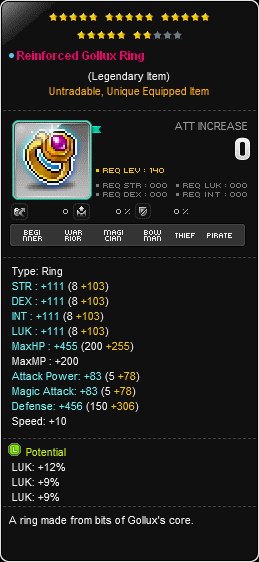 Reinforced Gollux Ring
(Legendary Item)
Untradable, Unique Equipped Item
ATT INCREASE
0
REQ LEV : 140
REQ STR : 000
REQ LUK : 000
REQ DEX : 000
REQ INT : 000
0
0 %
0 %
BEGINNER WARRIOR MAGICIAN BOWMAN THIEF PIRATE
Type: Ring
STR : +111 (8 +103)
DEX : +111 (8 +103)
INT : +111 (8 +103)
LUK : +111 (8 +103)
MaxHP : +455 (200 +255)
MaxMP : +200
Attack Power: +83 (5 +78)
Magic Attack: +83 (5 +78)
Defense: +456 (150 +306)
Speed: +10
L Potential
LUK: +12%
LUK: +9%
LUK: +9%
A ring made from bits of Gollux's core.